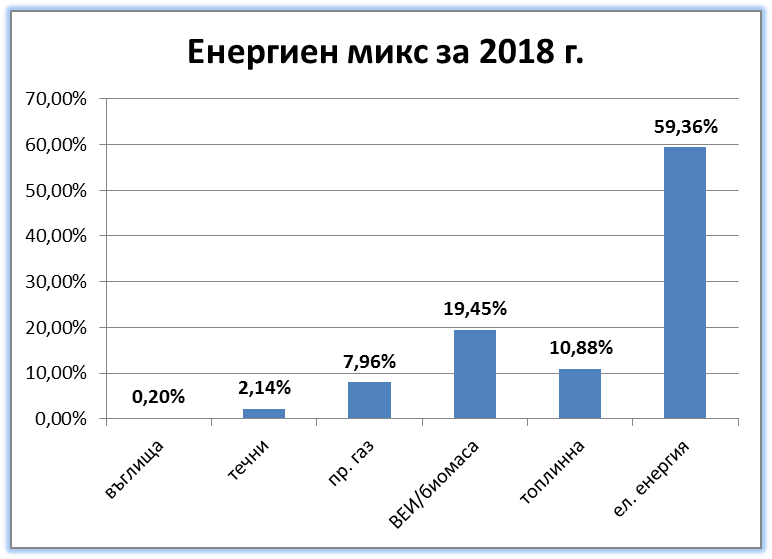 Енергиен микс за 2018 г.
70,00%
60,00%
50,00%
40,00%
30,00%
20,00%
10,00%
0,00%
0,20%
2,14%
7,96%
19,45%
10,88%
59,36%
въглища
течни
пр. газ
ВЕИ/биомаса
топлинна
ел. енергия